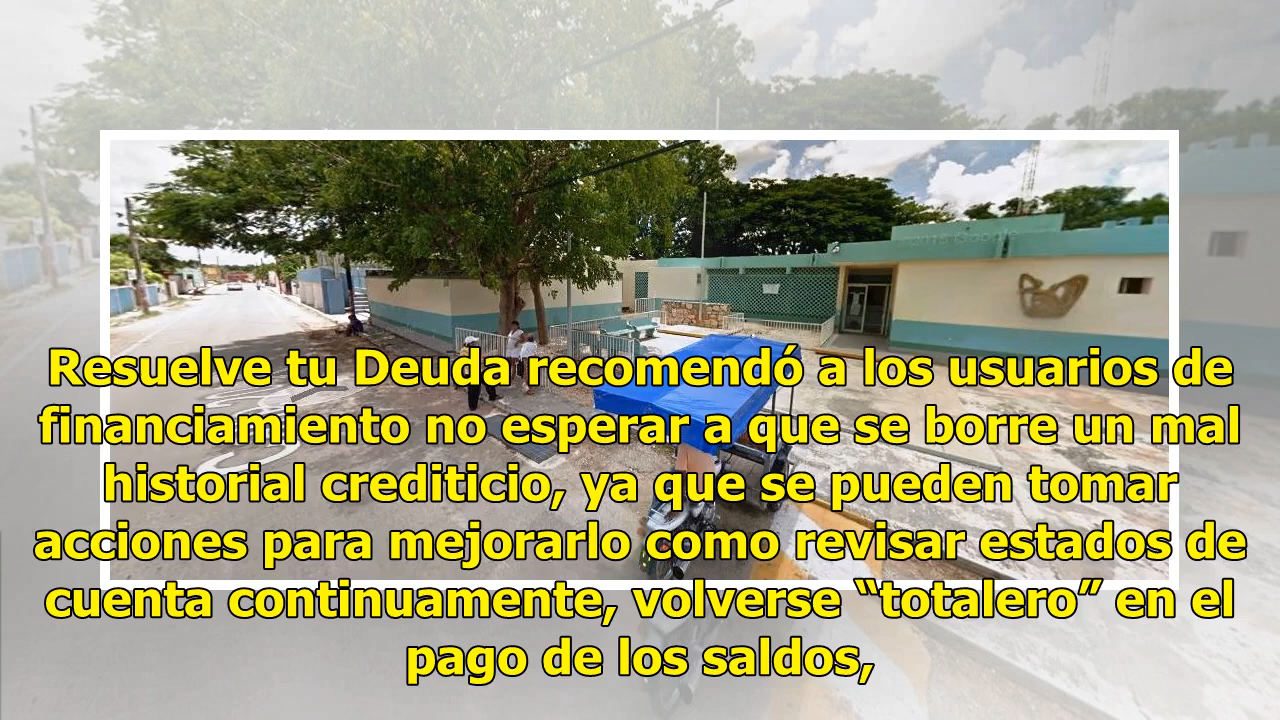 Resuelve tu Deuda recomendó a los usuarios de
financiamiento no esperar a que se borre un mal
historial crediticio, ya que se pueden tomar
acciones para mejorarlo como revisar estados de
cuenta continuamente, volverse “totalero” en el
pago de los saldos,